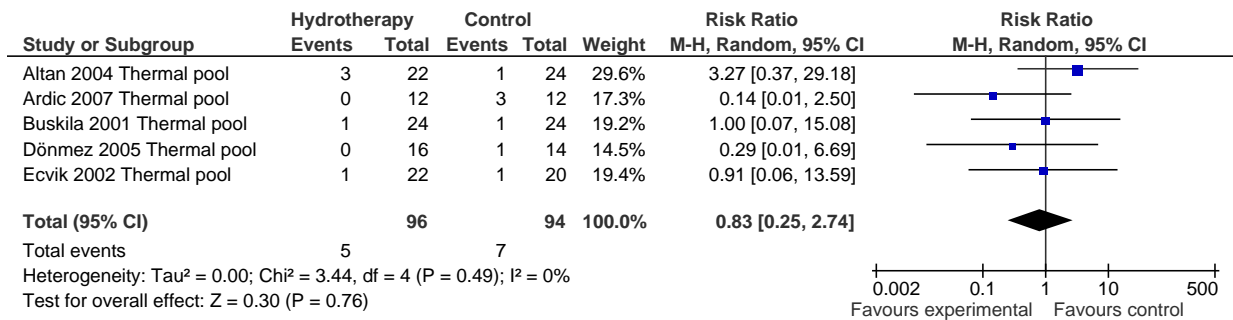 Hydrotherapy Control Risk Ratio Risk Ratio
Study or Subgroup Events Total Events Total Weight M-H, Random, 95% CI M-H, Random, 95% CI
Altan 2004 Thermal pool 3 22 1 24 29.6% 3.27 [0.37, 29.18]
Ardic 2007 Thermal pool 0 12 3 12 17.3% 0.14 [0.01, 2.50]
Buskila 2001 Thermal pool 1 24 1 24 19.2% 1.00 [0.07, 15.08]
Dönmez 2005 Thermal pool 0 16 1 14 14.5% 0.29 [0.01, 6.69]
Ecvik 2002 Thermal pool 1 22 1 20 19.4% 0.91 [0.06, 13.59]
Total (95% CI) 96 94 100.0% 0.83 [0.25, 2.74]
Total events 5 7
Heterogeneity: Tau² = 0.00; Chi² = 3.44, df = 4 (P = 0.49); I² = 0%
Test for overall effect: Z = 0.30 (P = 0.76)
0.002 0.1 1 10 500
Favours experimental Favours control